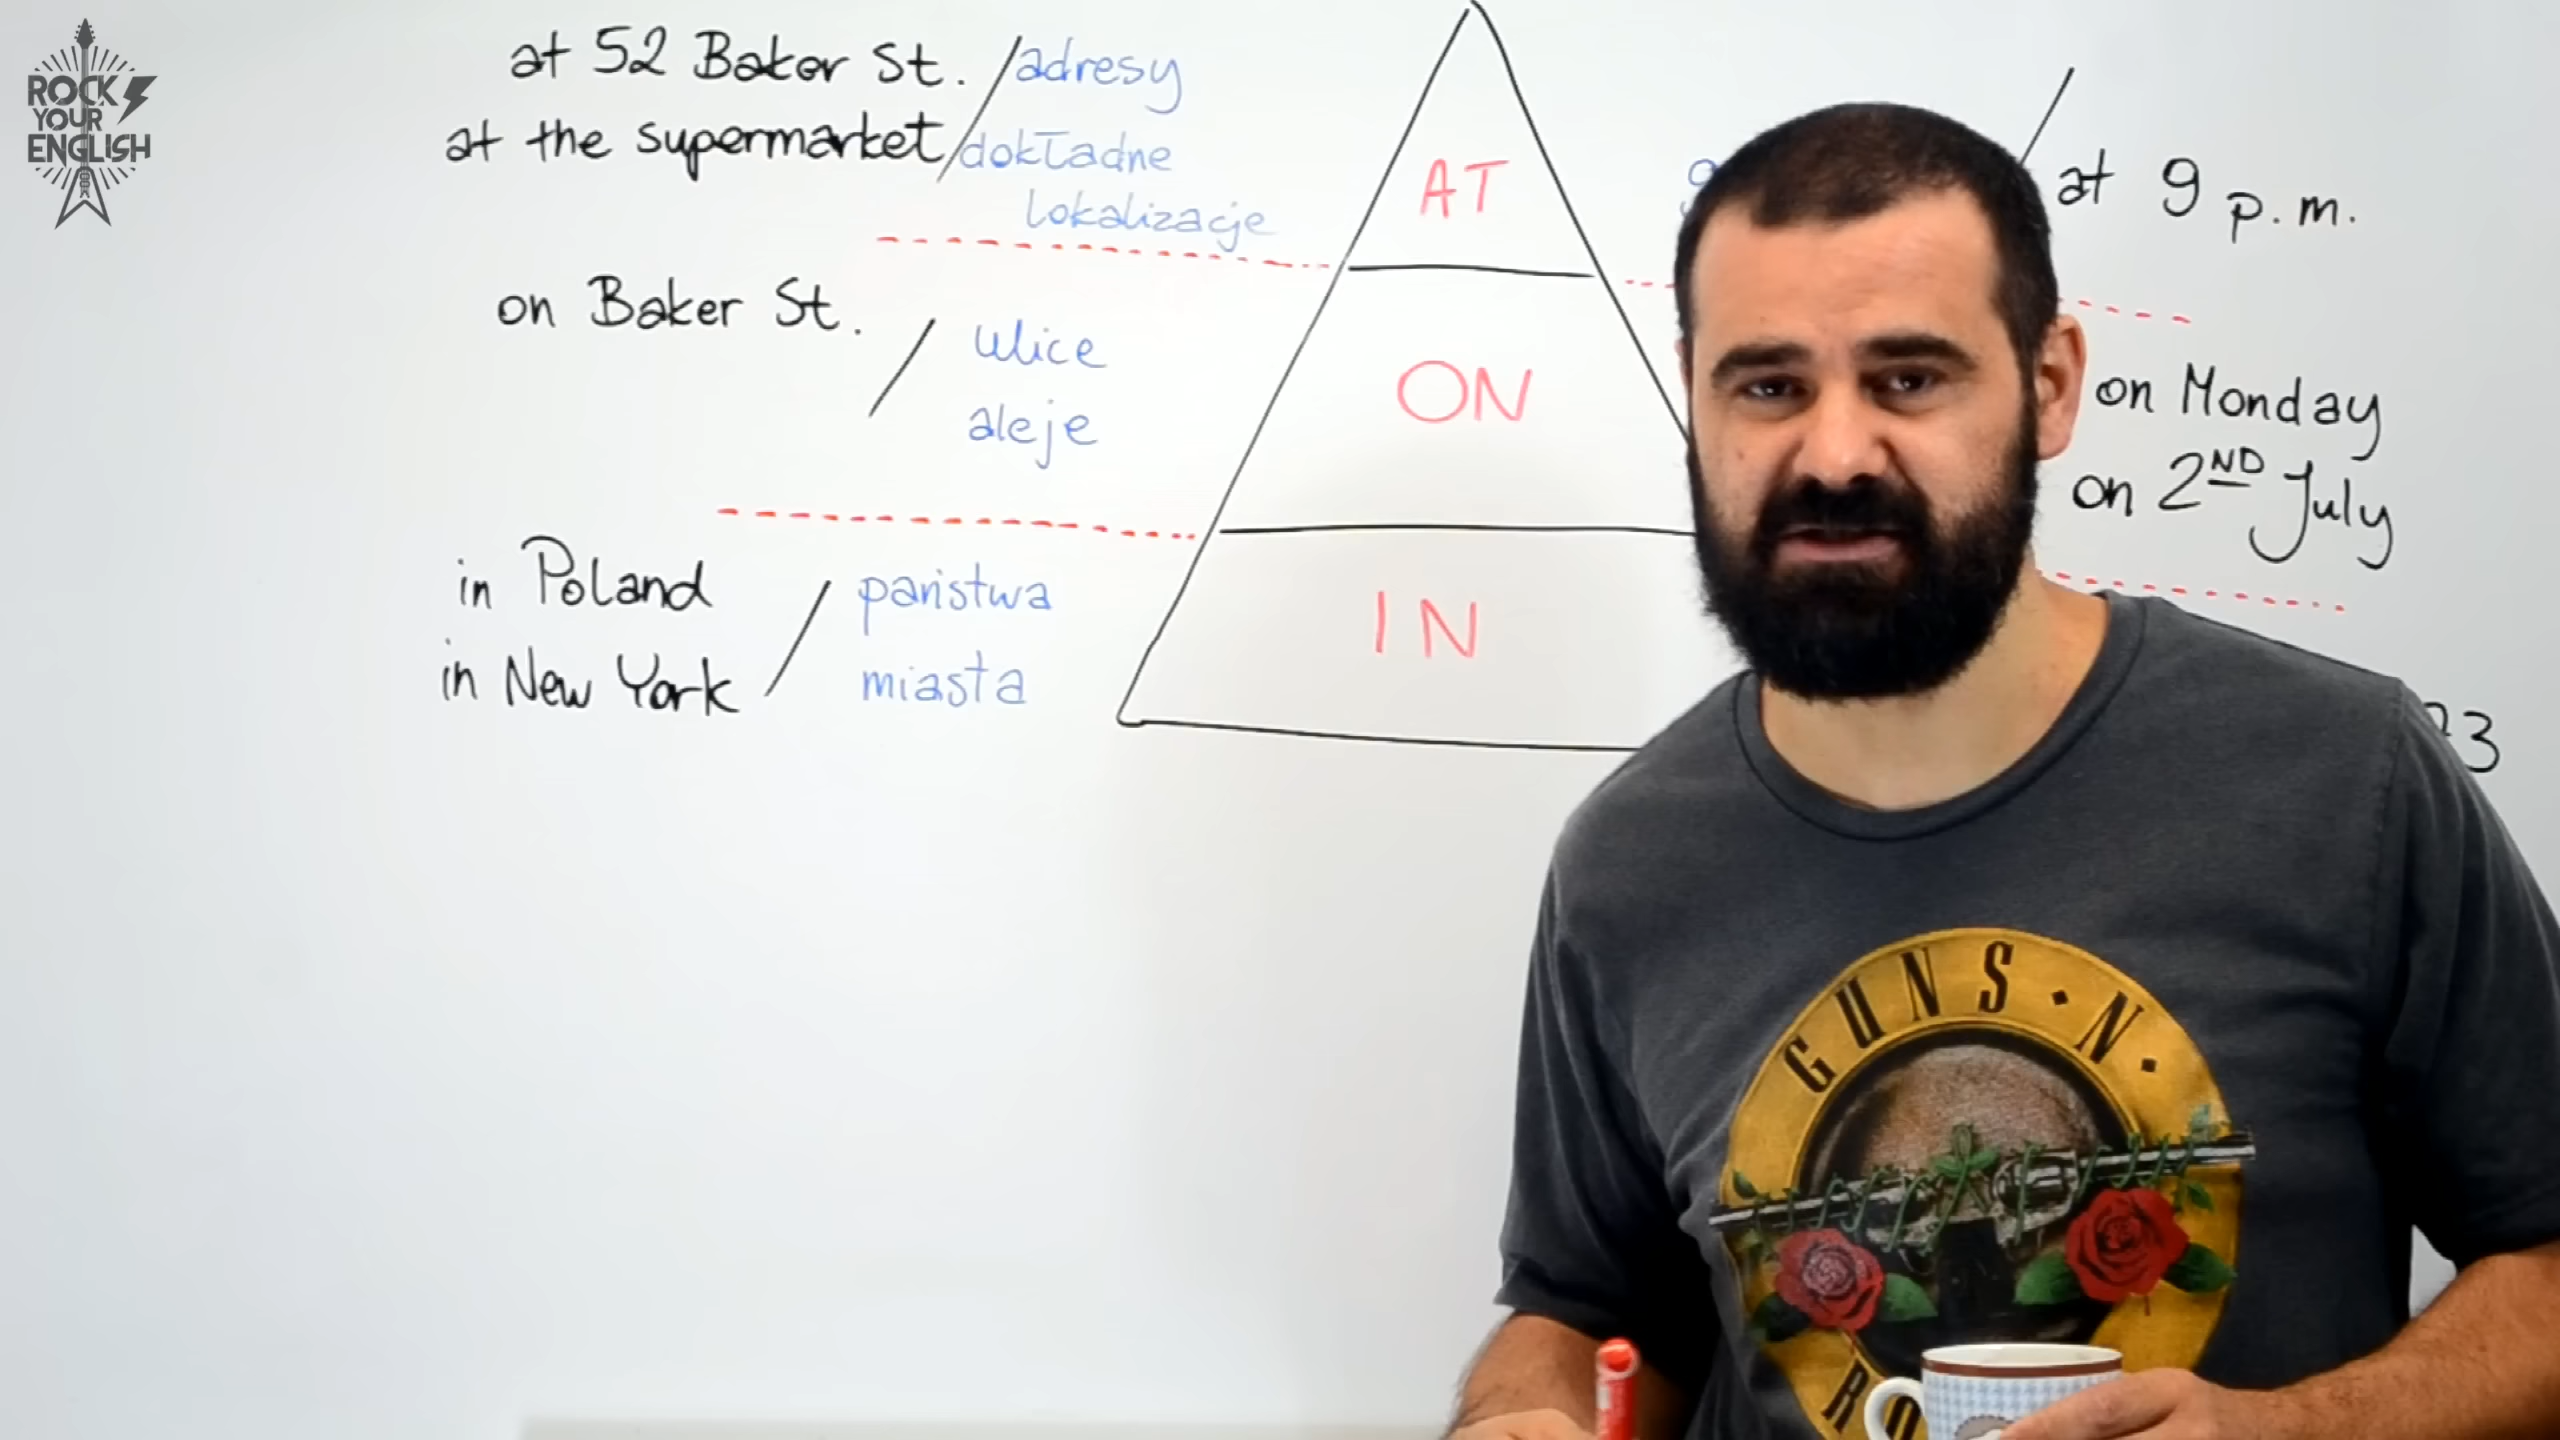 ROCK
YOUR
ENGLISH
at 52 Baker St. / adresy
at the supermarket / dokładne
lokalizacje
on Baker St. / ulice
aleje
in Poland / państwa
in New York / miasta
AT
ON
IN
/ at 9 p.m.
on Monday
on 2ND July
23
GUNS · N ·